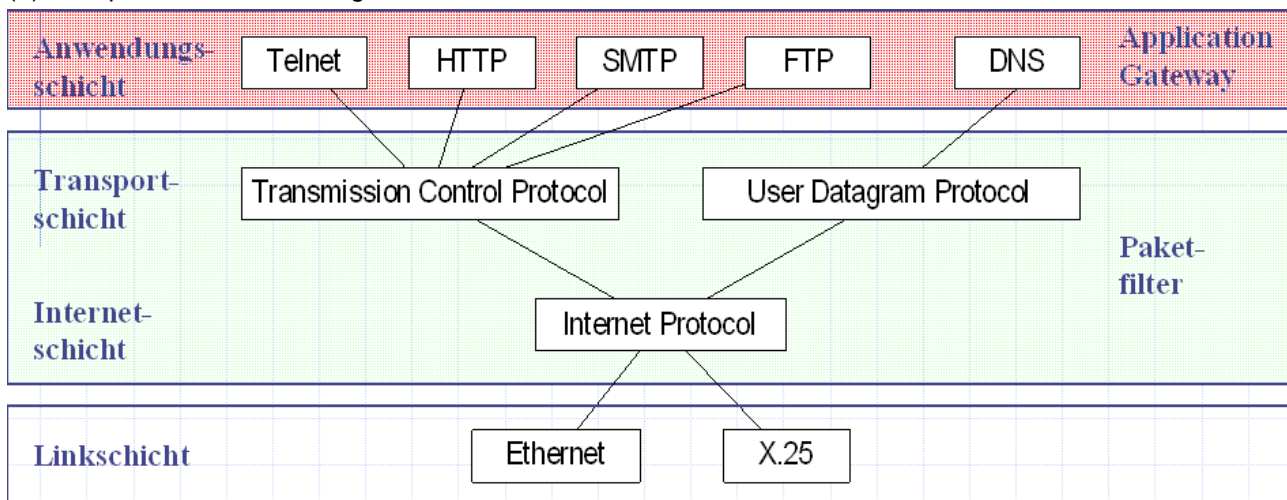 Anwendungs-
schicht
Telnet
HTTP
SMTP
FTP
DNS
Application
Gateway
Transport-
schicht
Transmission Control Protocol
User Datagram Protocol
Paket-
filter
Internet-
schicht
Internet Protocol
Linkschicht
Ethernet
X.25